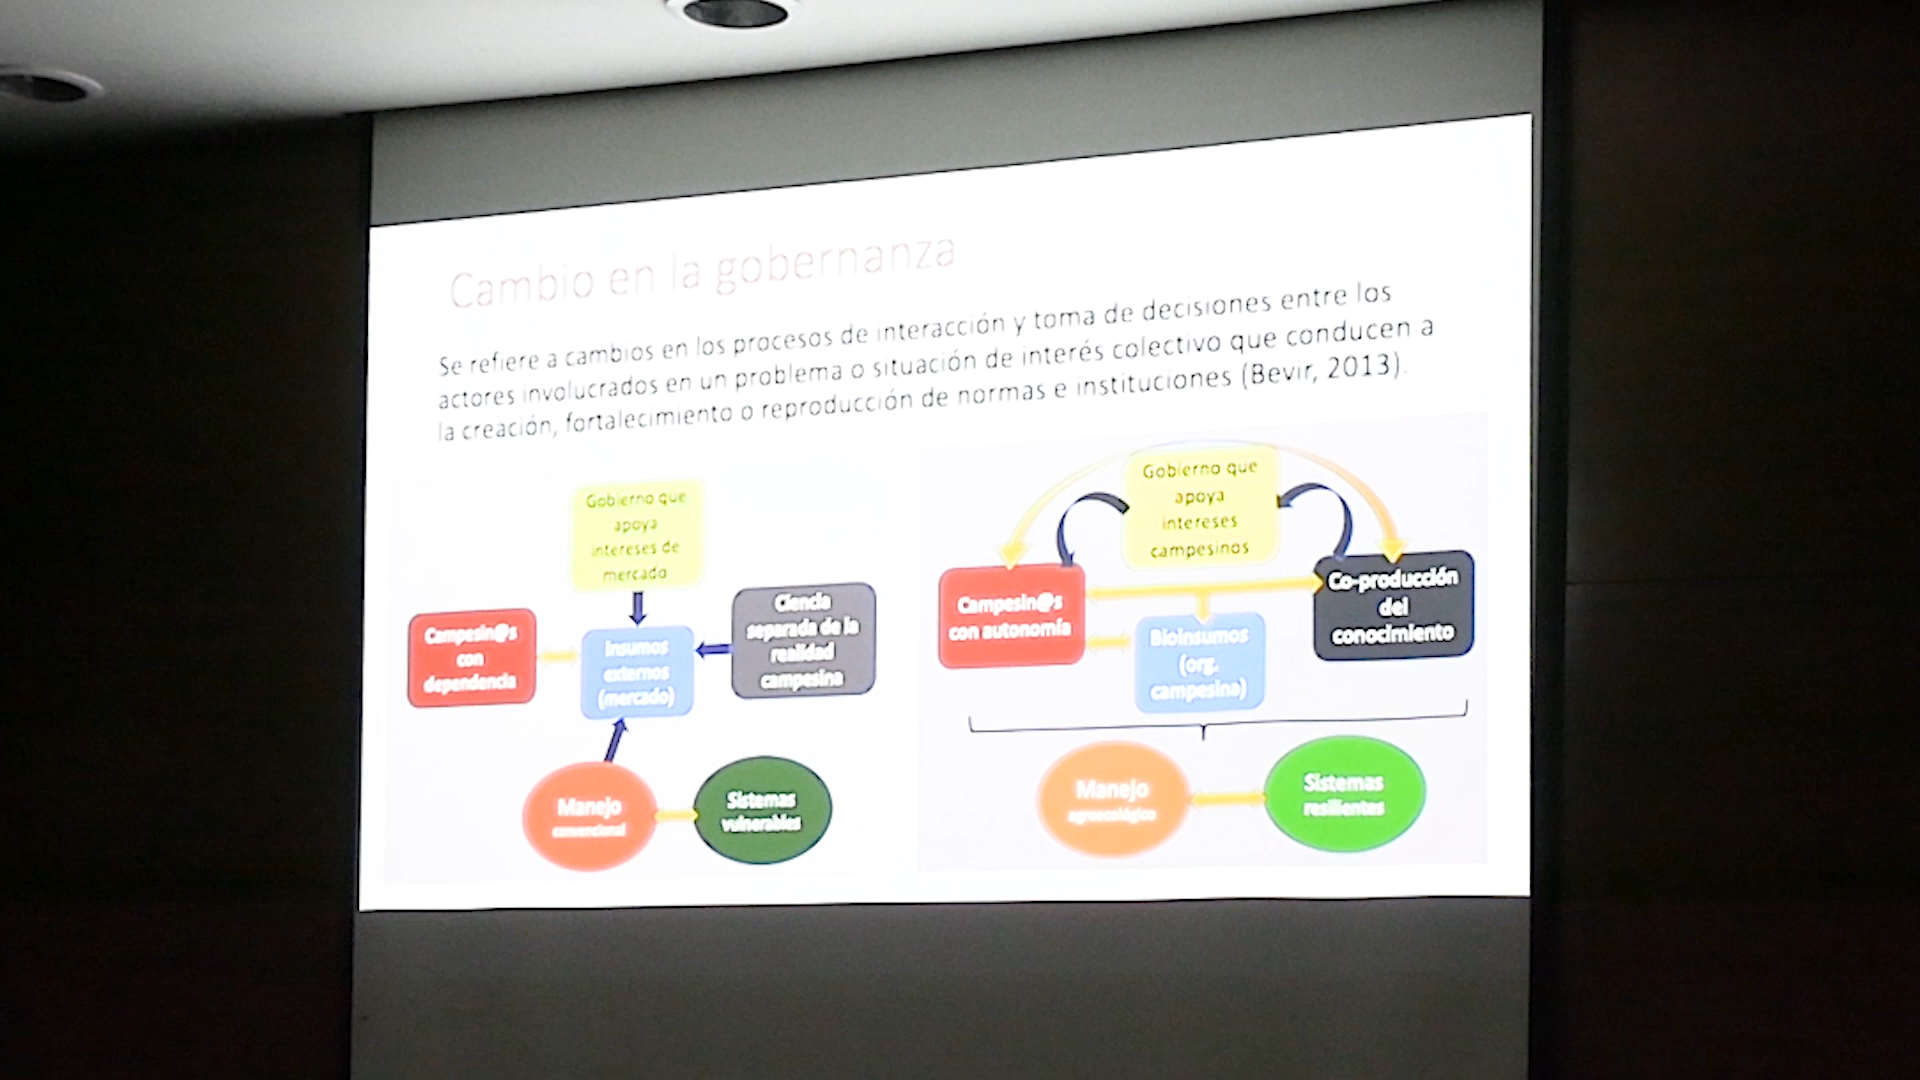 Cambio en la gobernanza
Se refiere a cambios en los procesos de interacción y toma de decisiones entre los
actores involucrados en un problema o situación de interés colectivo que conducen a
la creación, fortalecimiento o reproducción de normas e instituciones (Bevir, 2013).
Gobierno que
apoya
intereses de
mercado
Campesin@s
con
dependencia
Insumos
externos
(mercado)
Ciencia
separada de la
realidad
campesina
Manejo
convencional
Sistemas
vulnerables
Gobierno que
apoya
intereses
campesinos
Campesin@s
con autonomía
Bioinsumos
(org.
campesina)
Co-producción
del
conocimiento
Manejo
agroecológico
Sistemas
resilientes